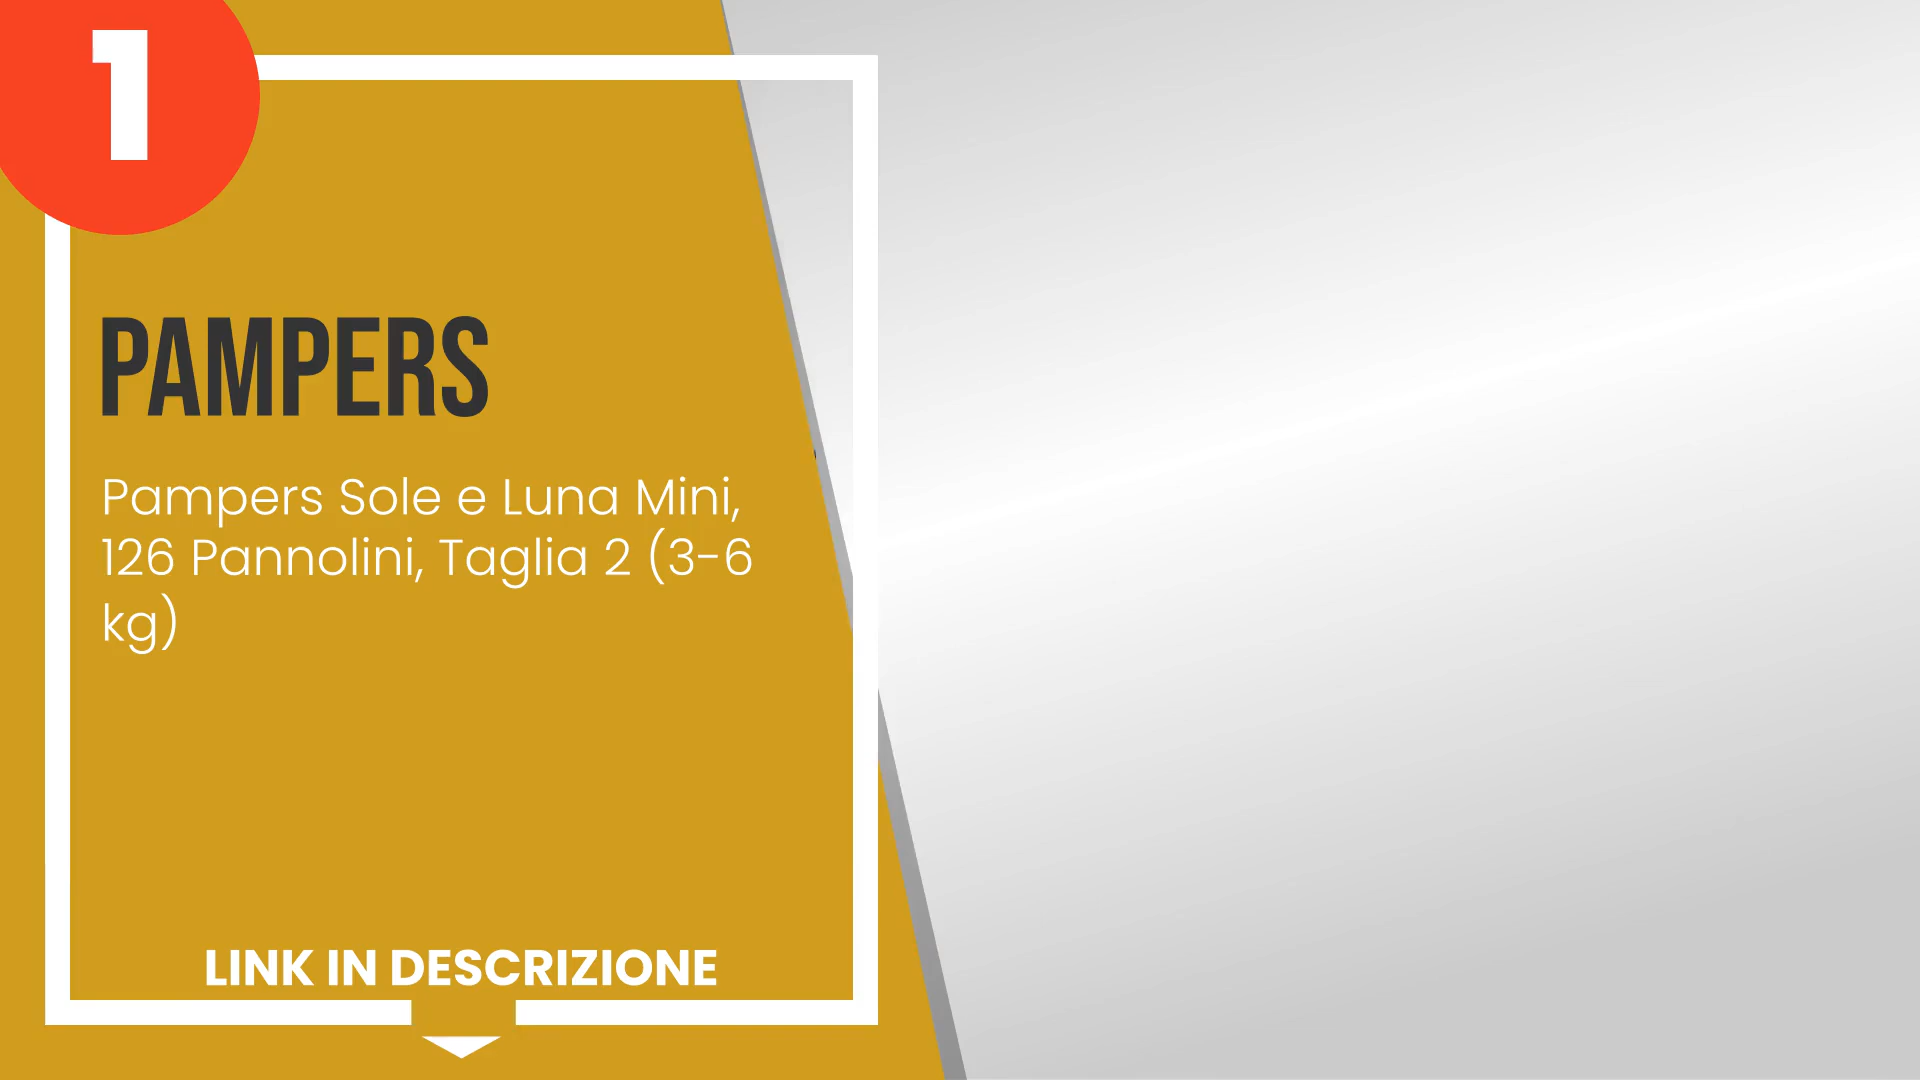 1
PAMPERS
Pampers Sole e Luna Mini,
126 Pannolini, Taglia 2 (3-6
kg)
LINK IN DESCRIZIONE